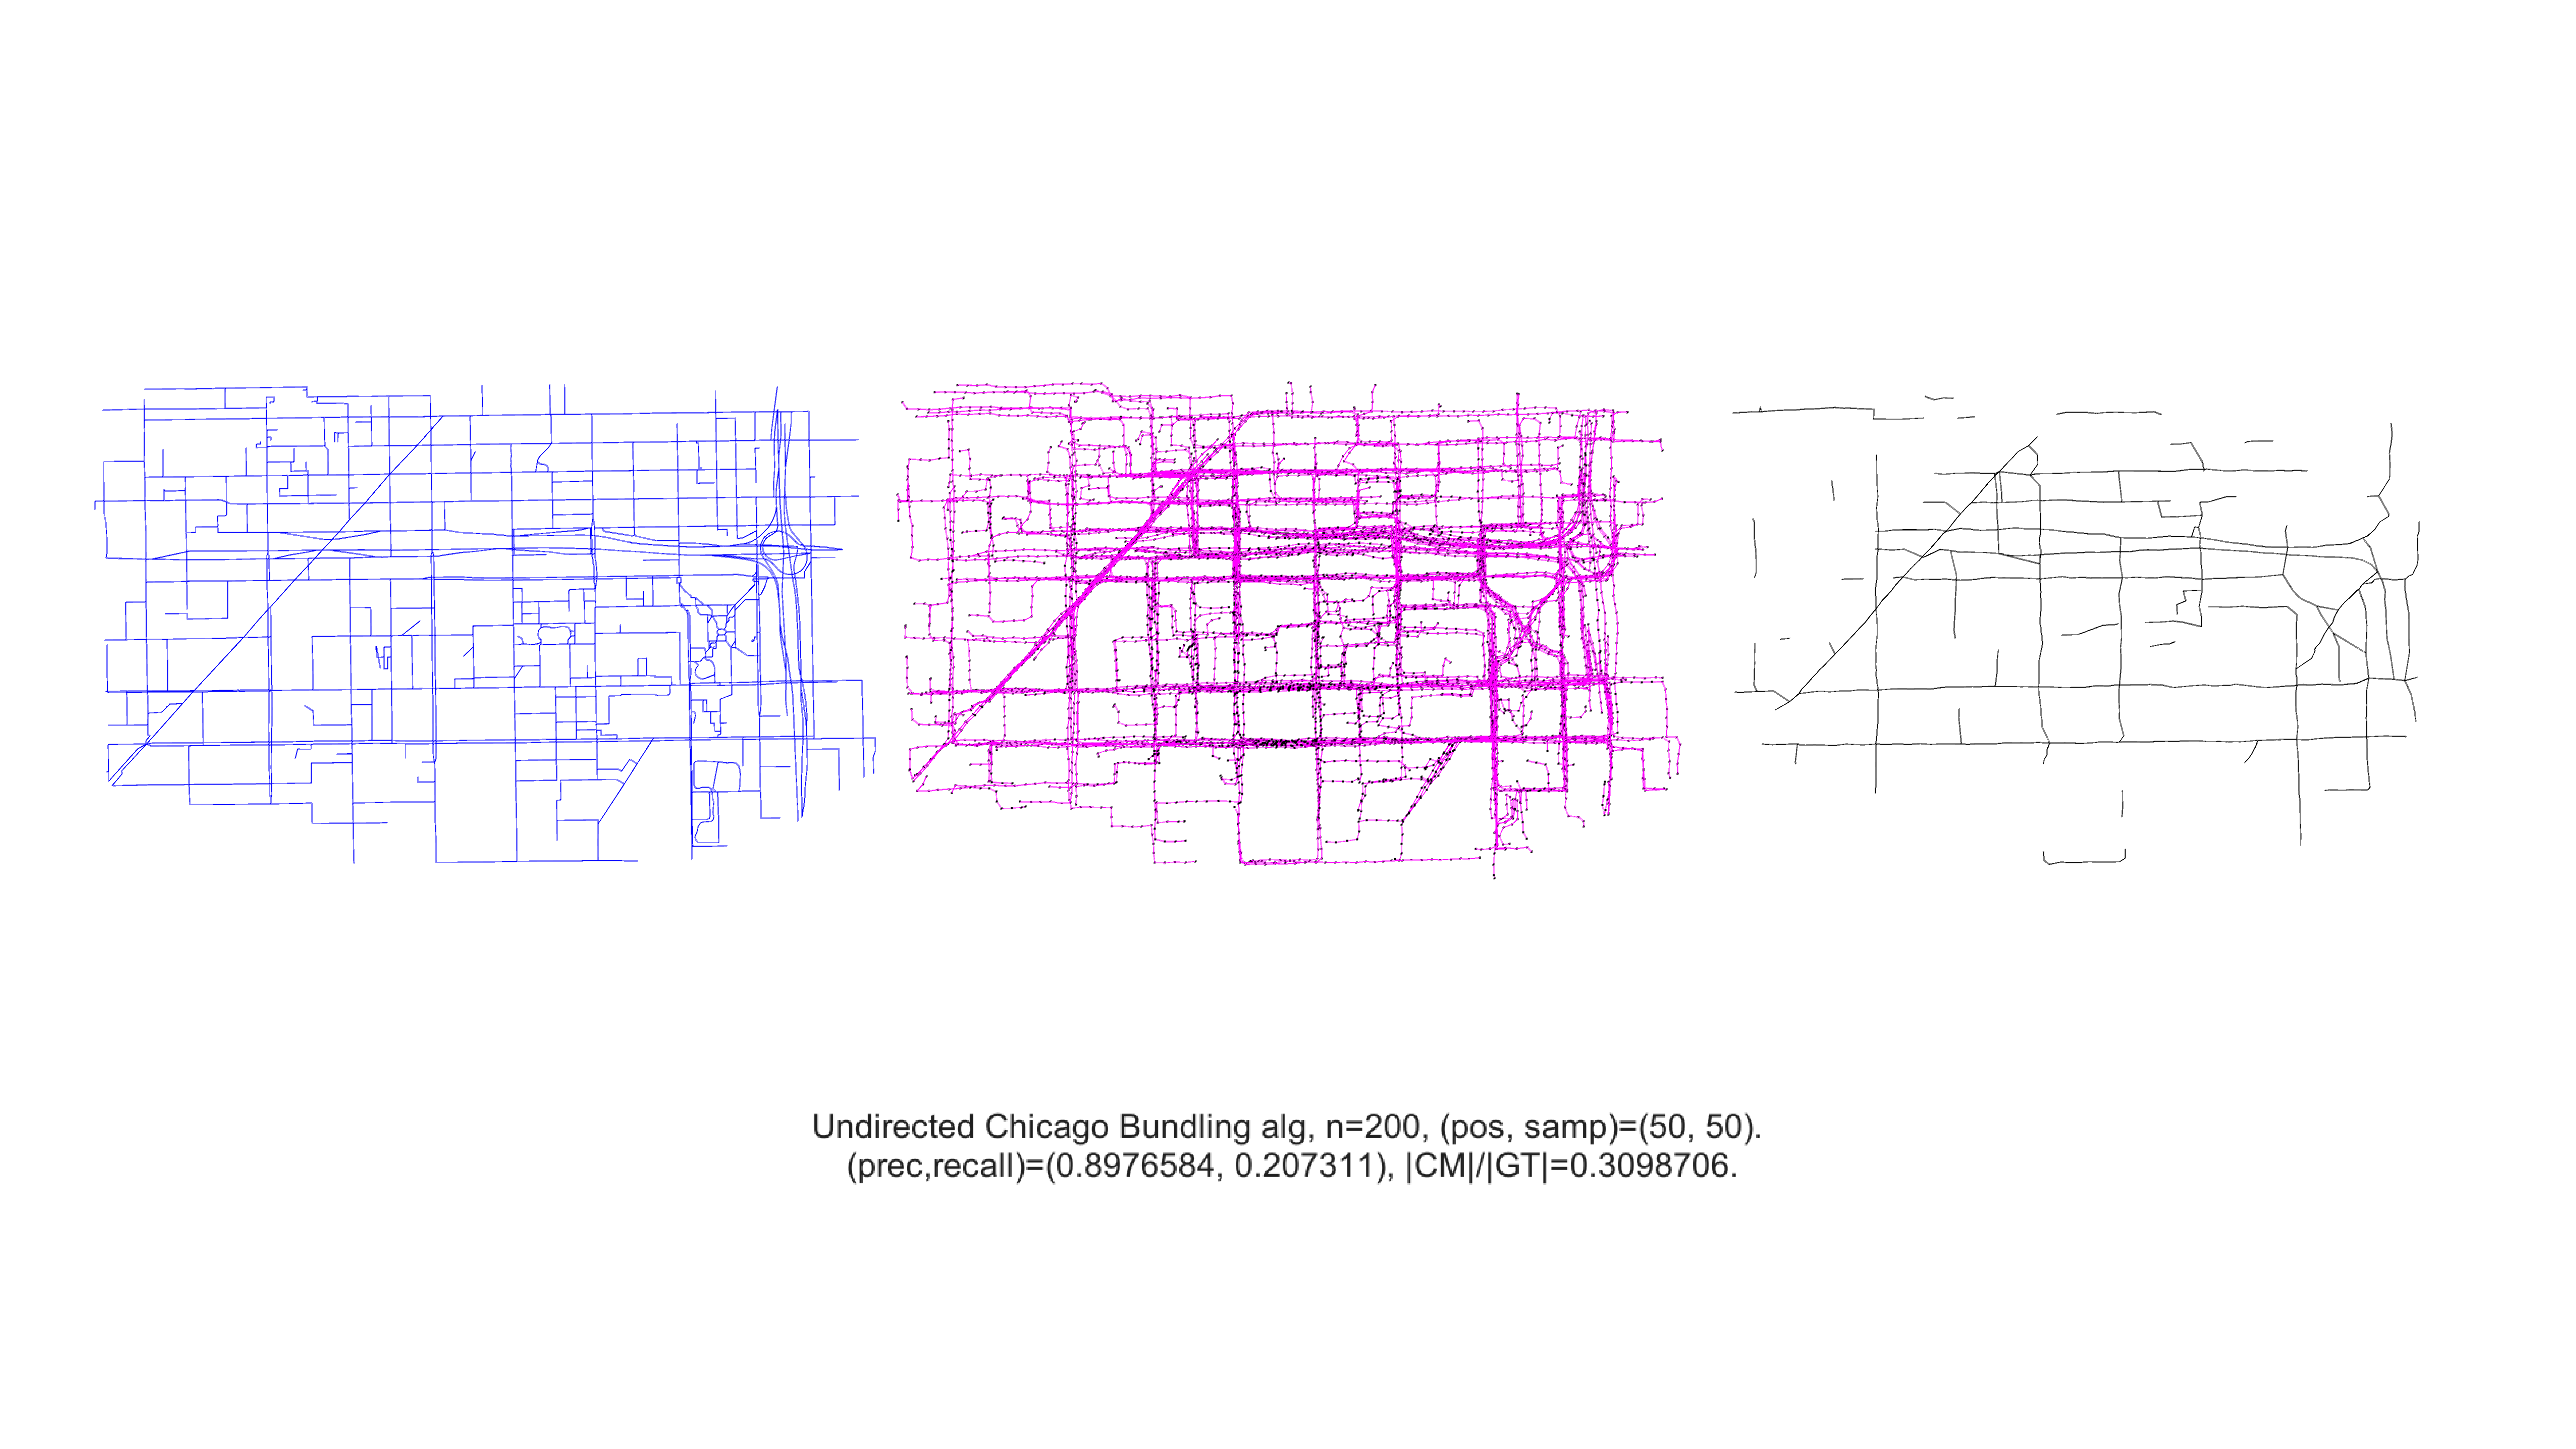 Undirected Chicago Bundling alg, n=200, (pos, samp)=(50, 50).
(prec,recall)=(0.8976584, 0.207311), |CM|/|GT|=0.3098706.